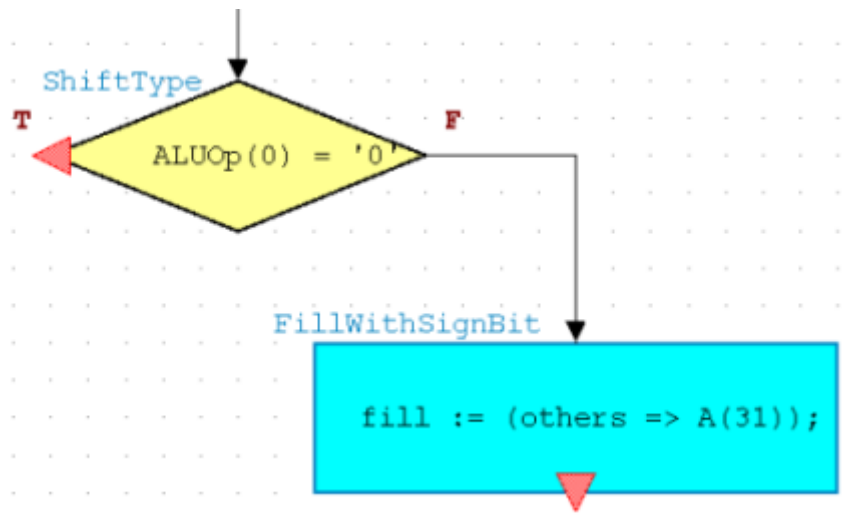 ShiftType
T
F
ALUOp(0) = '0'
FillWithSignBit
fill := (others => A(31));